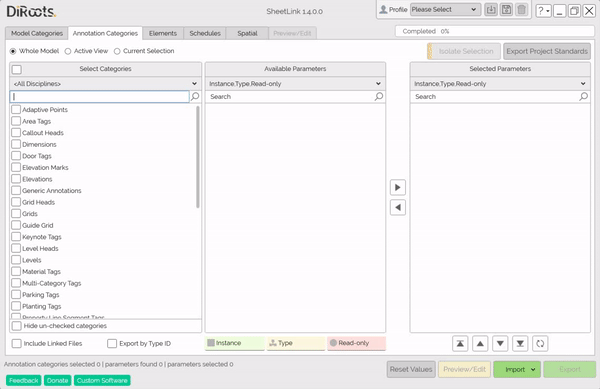 DiRoots.
SheetLink 1.4.0.0
Profile Please Select
?
Model Categories Annotation Categories Elements Schedules Spatial Preview/Edit
Completed 0%
Whole Model Active View Current Selection
Isolate Selection Export Project Standards
Select Categories Available Parameters Selected Parameters
<All Disciplines> Instance,Type,Read-only Instance,Type,Read-only
Search Search
Adaptive Points
Area Tags
Callout Heads
Dimensions
Door Tags
Elevation Marks
Elevations
Generic Annotations
Grid Heads
Grids
Guide Grid
Keynote Tags
Level Heads
Levels
Material Tags
Multi-Category Tags
Parking Tags
Planting Tags
Property Line Segment Tags
Hide un-checked categories
Include Linked Files Export by Type ID Instance Type Read-only
Annotation categories selected 0 | parameters found 0 | parameters selected 0
Reset Values Preview/Edit Import Export
Feedback Donate Custom Software